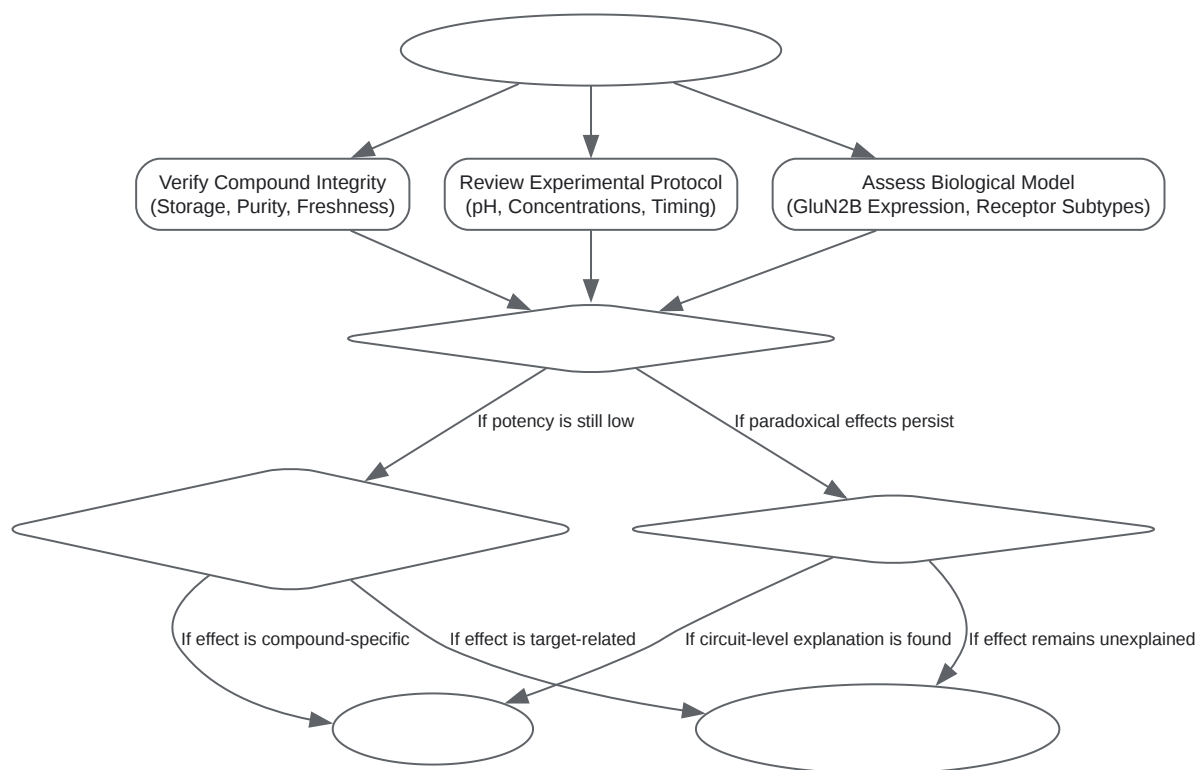 Verify Compound Integrity
(Storage, Purity, Freshness)
Review Experimental Protocol
(pH, Concentrations, Timing)
Assess Biological Model
(GluN2B Expression, Receptor Subtypes)
If potency is still low
If paradoxical effects persist
If effect is compound-specific
If effect is target-related
If circuit-level explanation is found
If effect remains unexplained